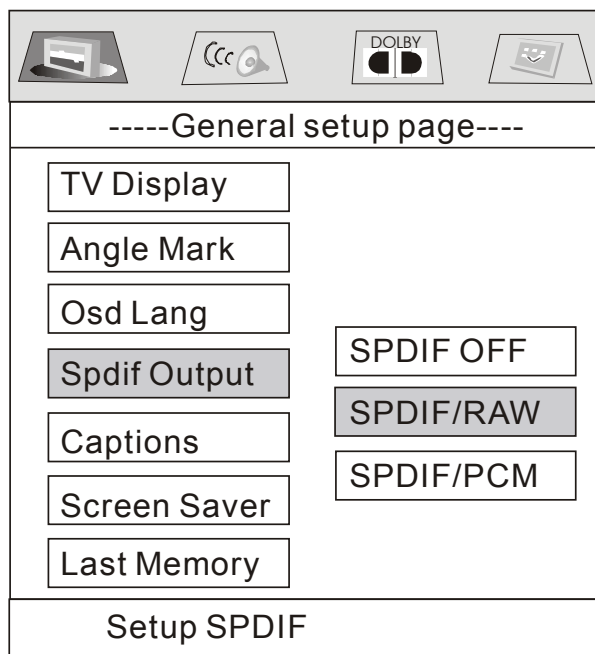 DOLBY
-----General setup page----
TV Display
Angle Mark
Osd Lang
Spdif Output
Captions
Screen Saver
Last Memory
SPDIF OFF
SPDIF/RAW
SPDIF/PCM
Setup SPDIF